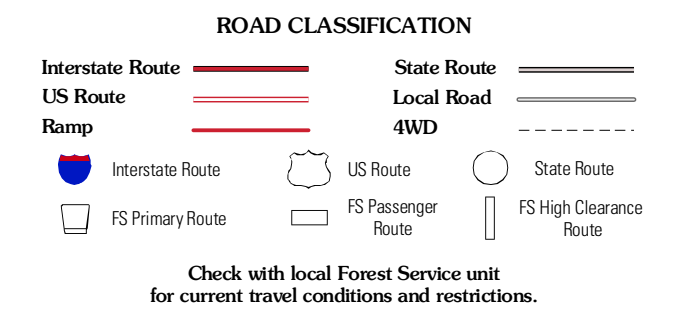 ROAD CLASSIFICATION
Interstate Route
State Route
US Route
Local Road
Ramp
4WD
Interstate Route
US Route
State Route
FS Primary Route
FS Passenger
Route
FS High Clearance
Route
Check with local Forest Service unit
for current travel conditions and restrictions.